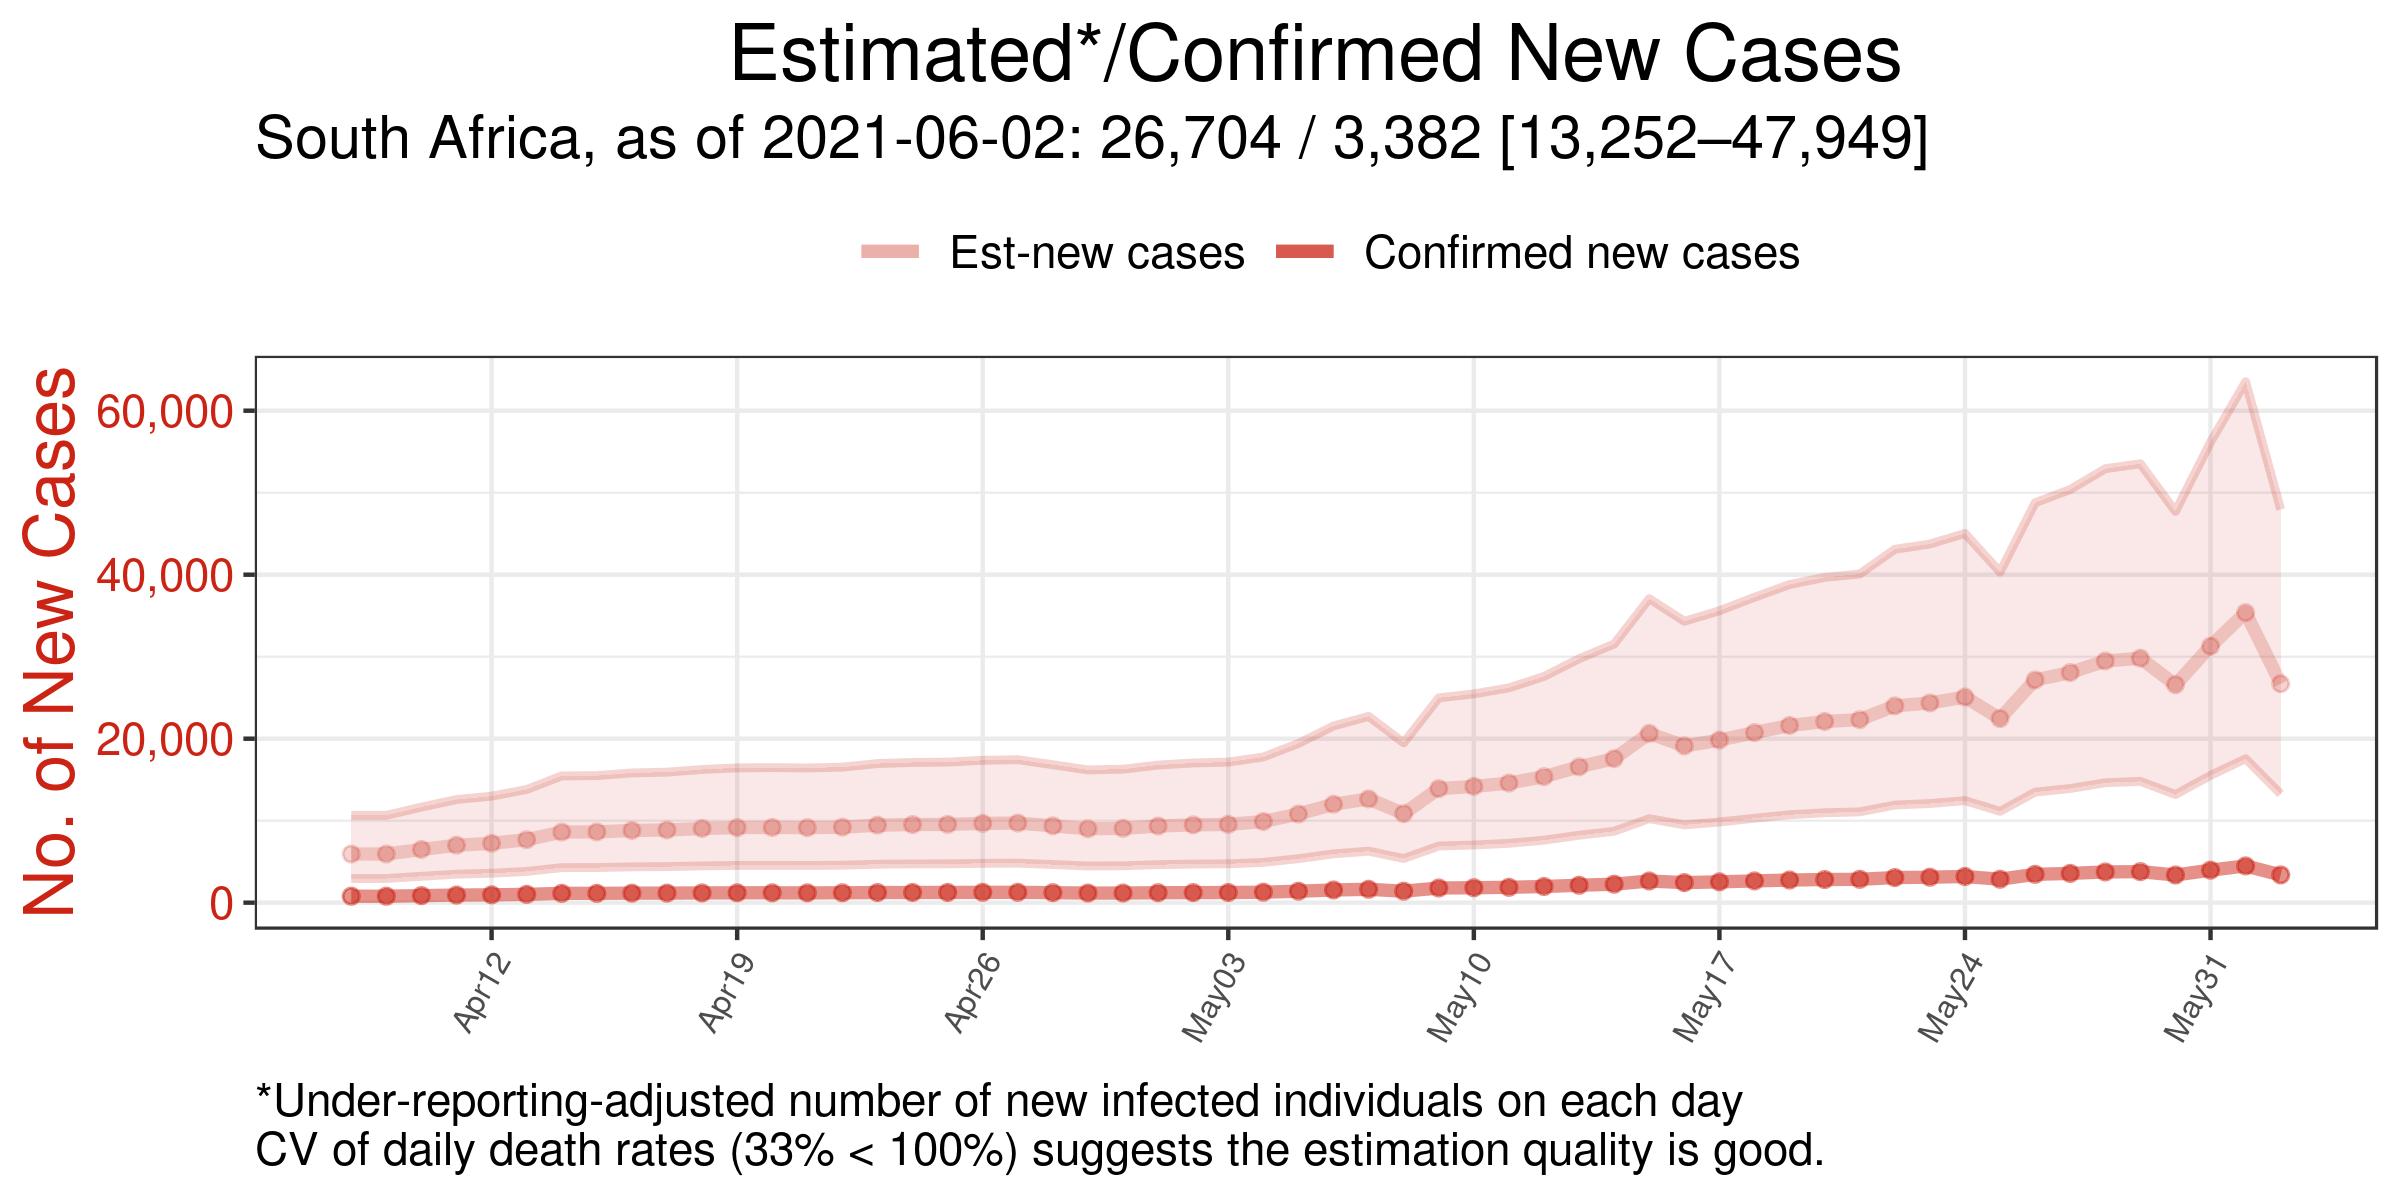 Estimated*/Confirmed New Cases
South Africa, as of 2021-06-02: 26,704 / 3,382 [13,252–47,949]
Est-new cases Confirmed new cases
No. of New Cases
60,000
40,000
20,000
0
Apr12 Apr19 Apr26 May03 May10 May17 May24 May31
*Under-reporting-adjusted number of new infected individuals on each day
CV of daily death rates (33% < 100%) suggests the estimation quality is good.